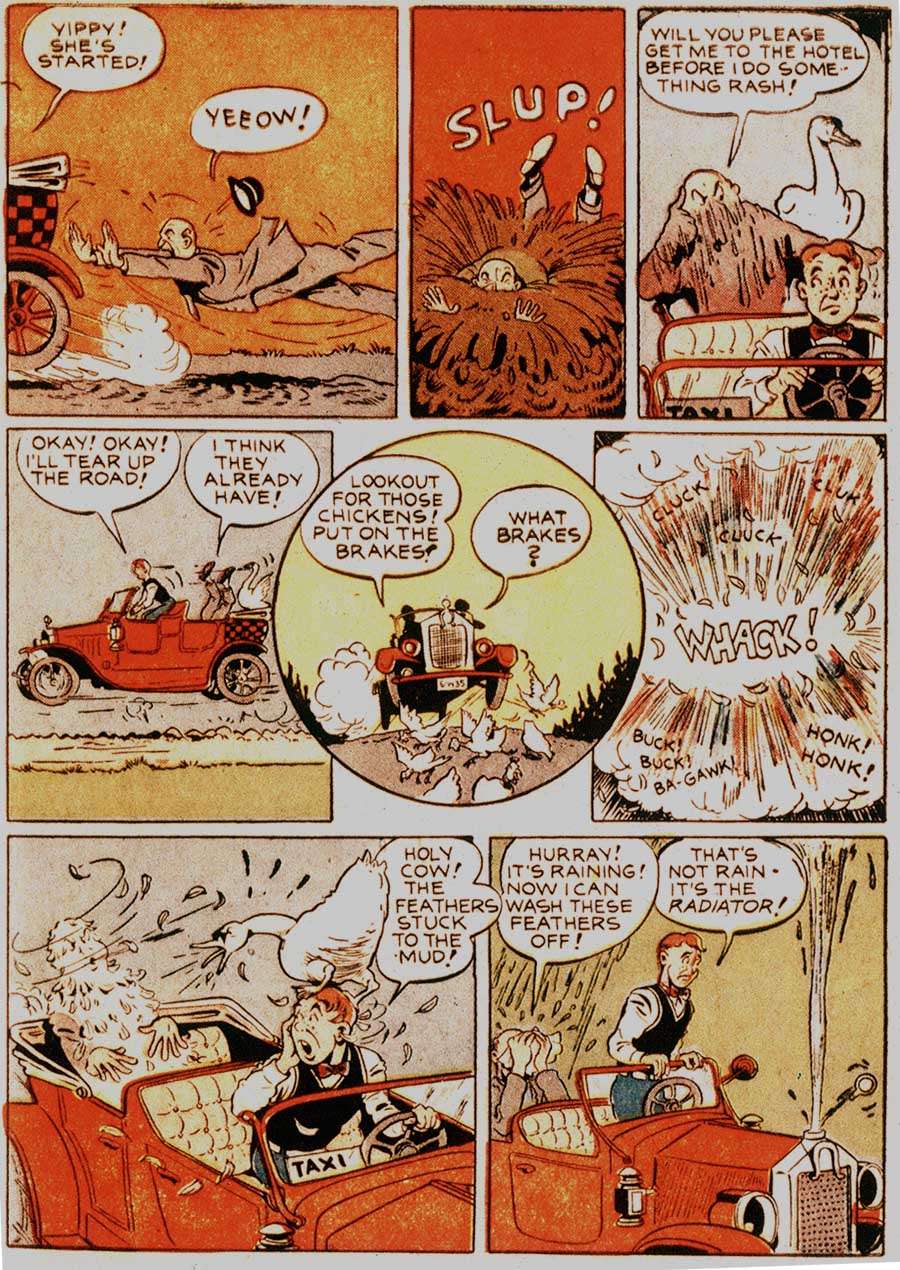 YIPPY!
SHE'S
STARTED!
YEEOW!
SLUP!
WILL YOU PLEASE
GET ME TO THE HOTEL
BEFORE I DO SOME-
THING RASH!
TAXI
OKAY! OKAY!
I'LL TEAR UP
THE ROAD!
I THINK
THEY
ALREADY
HAVE!
LOOKOUT
FOR THOSE
CHICKENS!
PUT ON THE
BRAKES!
WHAT
BRAKES
?
CLUCK
CLUK
CLUCK
WHACK!
BUCK!
BUCK!
BA-GAWK!
HONK!
HONK!
HOLY
COW!
THE
FEATHERS
STUCK
TO THE
MUD!
TAXI
HURRAY!
IT'S RAINING!
NOW I CAN
WASH THESE
FEATHERS
OFF!
THAT'S
NOT RAIN-
IT'S THE
RADIATOR!